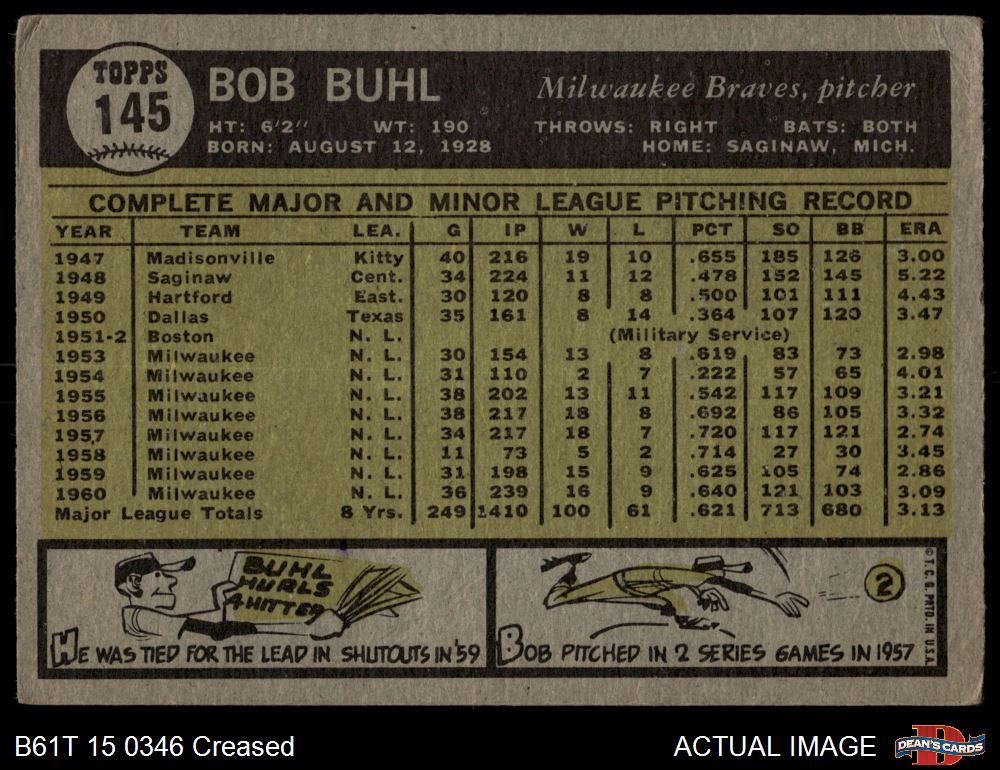 TOPPS
145
BOB BUHL
Milwaukee Braves, pitcher
HT: 6'2" WT: 190 THROWS: RIGHT BATS: BOTH
BORN: AUGUST 12, 1928 HOME: SAGINAW, MICH.
COMPLETE MAJOR AND MINOR LEAGUE PITCHING RECORD
YEAR TEAM LEA. G IP W L PCT SO BB ERA
1947 Madisonville Kitty 40 216 19 10 .655 185 126 3.00
1948 Saginaw Cent. 34 224 11 12 .478 152 145 5.22
1949 Hartford East. 30 120 8 8 .500 101 111 4.43
1950 Dallas Texas 35 161 8 14 .364 107 120 3.47
1951-2 Boston N. L. (Military Service)
1953 Milwaukee N. L. 30 154 13 8 .619 83 73 2.98
1954 Milwaukee N. L. 31 110 2 7 .222 57 65 4.01
1955 Milwaukee N. L. 38 202 13 11 .542 117 109 3.21
1956 Milwaukee N. L. 38 217 18 8 .692 86 105 3.32
1957 Milwaukee N. L. 34 217 18 7 .720 117 121 2.74
1958 Milwaukee N. L. 11 73 5 2 .714 27 30 3.45
1959 Milwaukee N. L. 31 198 15 9 .625 105 74 2.86
1960 Milwaukee N. L. 36 239 16 9 .640 121 103 3.09
Major League Totals 8 Yrs. 249 1410 100 61 .621 713 680 3.13
BUHL
HURLS
4 HITTER
HE WAS TIED FOR THE LEAD IN SHUTOUTS IN '59
2
BOB PITCHED IN 2 SERIES GAMES IN 1957
© T.C.G. PRTD. IN U.S.A.
B61T 15 0346 Creased
ACTUAL IMAGE
D
DEAN'S CARDS